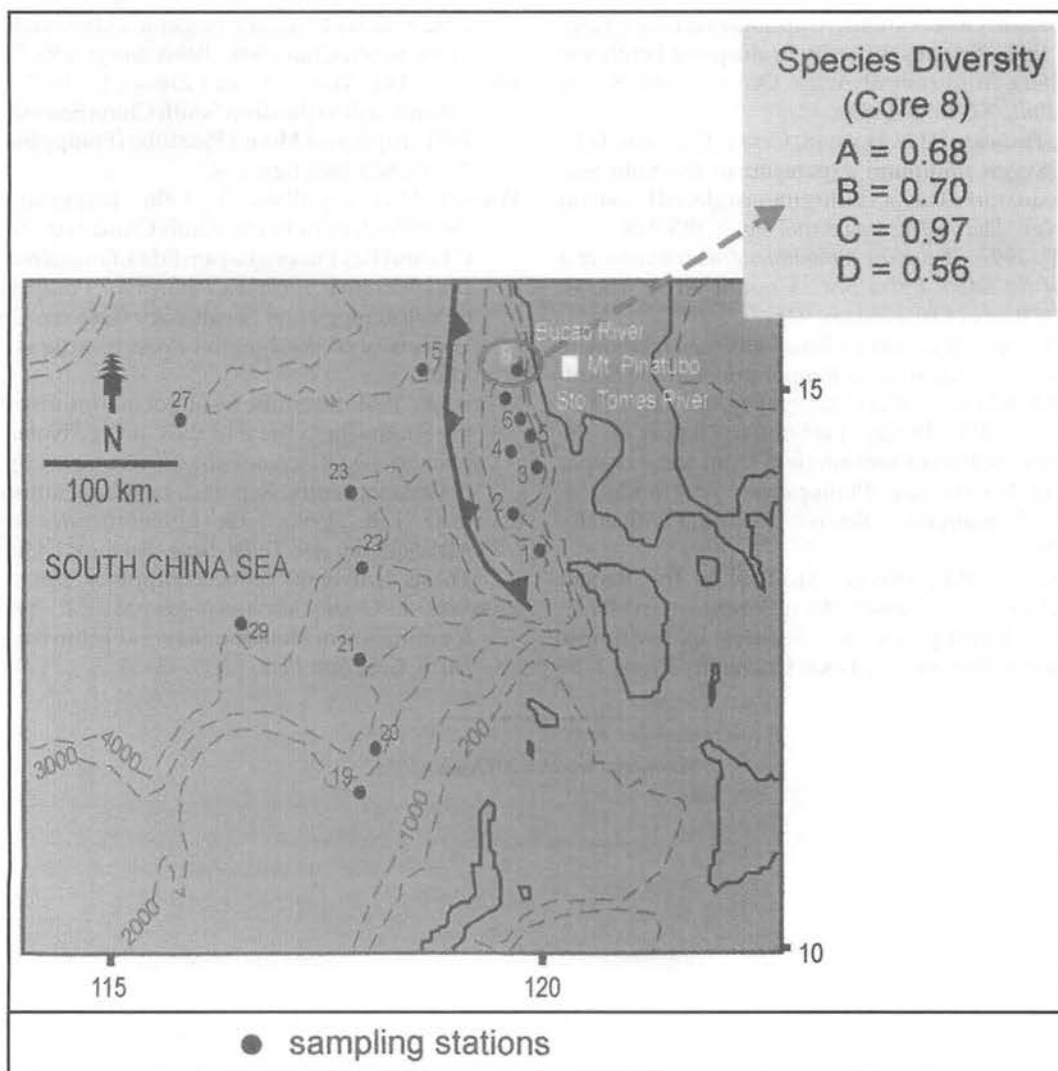 Species Diversity
(Core 8)
A = 0.68
B = 0.70
C = 0.97
D = 0.56
Bucao River
Mt. Pinatubo
Sto Tomas River
15
15
27
N
100 km.
6
5
4
3
2
23
23
SOUTH CHINA SEA
29
21
20
19
200
1000
3000
4000
2000
10
115
120
sampling stations